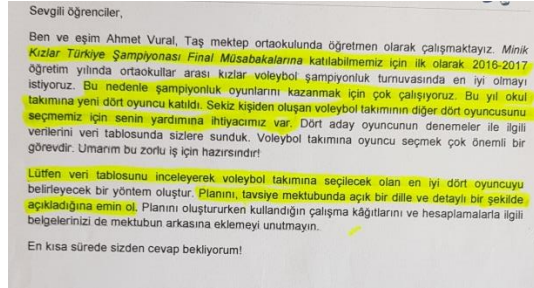 Sevgili öğrenciler,
Ben ve eşim Ahmet Vural, Taş mektep ortaokulunda öğretmen olarak çalışmaktayız. Minik
Kızlar Türkiye Şampiyonası Final Müsabakalarına katılabilmemiz için ilk olarak 2016-2017
öğretim yılında ortaokullar arası kızlar voleybol şampiyonluk turnuvasında en iyi olmayı
istiyoruz. Bu nedenle şampiyonluk oyunlarını kazanmak için çok çalışıyoruz. Bu yıl okul
takımına yeni dört oyuncu katıldı. Sekiz kişiden oluşan voleybol takımının diğer dört oyuncusunu
seçmemiz için senin yardımına ihtiyacımız var. Dört aday oyuncunun denemeler ile ilgili
verilerini veri tablosunda sizlere sunduk. Voleybol takımına oyuncu seçmek çok önemli bir
görevdir. Umarım bu zorlu iş için hazırsındır!
Lütfen veri tablosunu inceleyerek voleybol takımına seçilecek olan en iyi dört oyuncuyu
belirleyecek bir yöntem oluştur. Planını, tavsiye mektubunda açık bir dille ve detaylı bir şekilde
açıkladığına emin ol. Planını oluştururken kullandığın çalışma kâğıtlarını ve hesaplamalarla ilgili
belgelerinizi de mektubun arkasına eklemeyi unutmayın.
En kısa sürede sizden cevap bekliyorum!